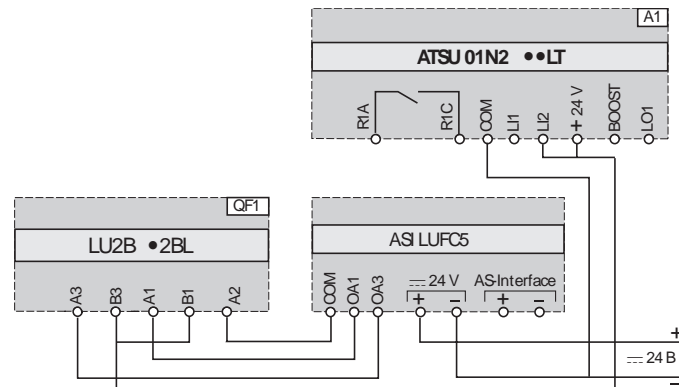 A1
ATSU 01N2 ••LT
R1A
R1C
COM
LI1
LI2
+ 24 V
BOOST
LO1
QF1
LU2B •2BL
ASI LUFC5
A3
B3
A1
B1
A2
COM
OA1
OA3
24 V
+ –
AS-Interface
+ –
+
24 В
–